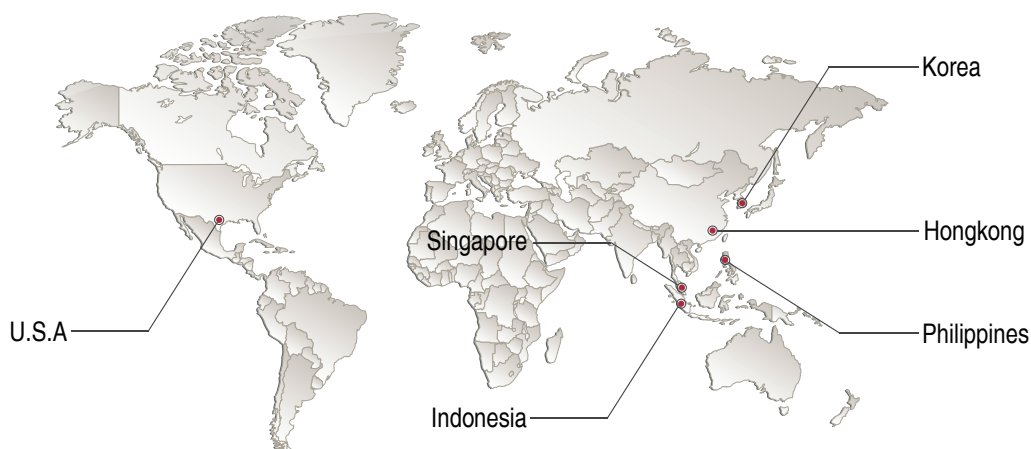 Korea
Hongkong
Singapore
U.S.A
Philippines
Indonesia